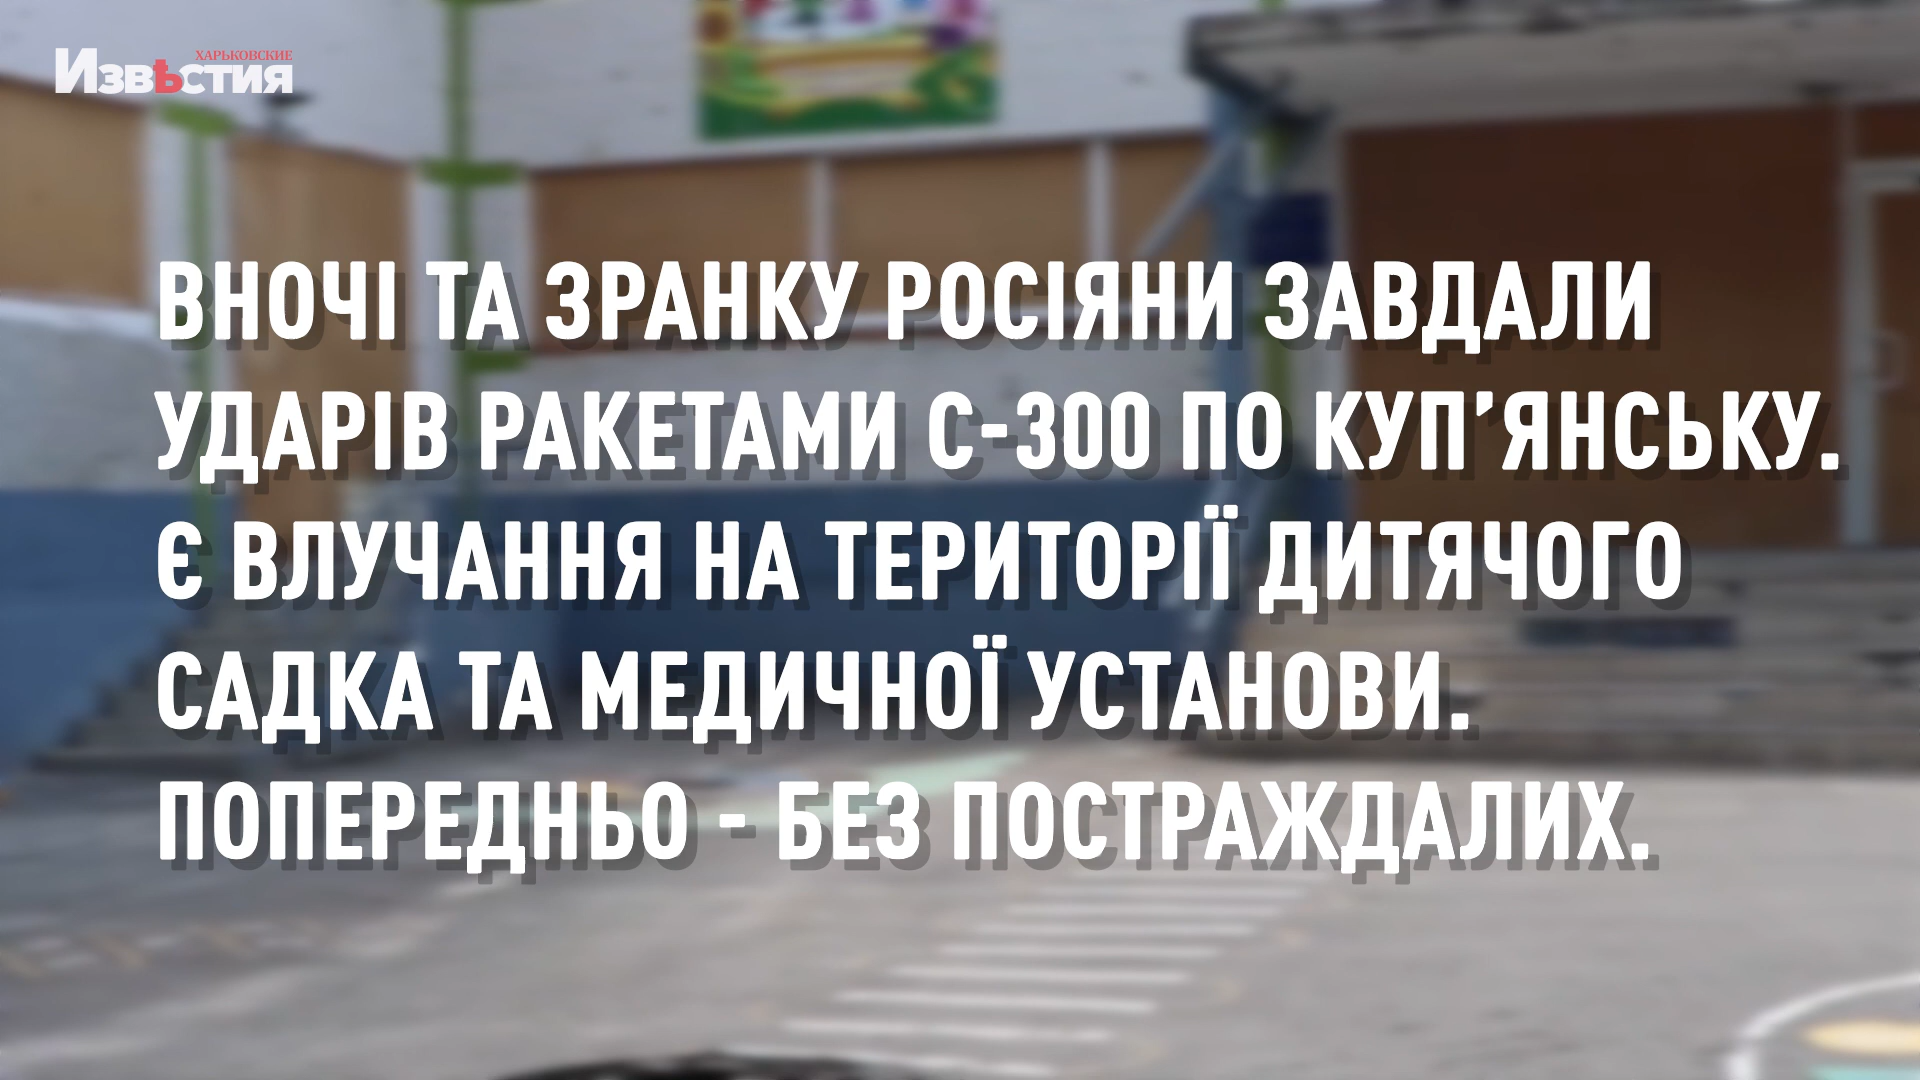 ХАРЬКОВСКИЕ
ИЗВѢСТИЯ
ВНОЧІ ТА ЗРАНКУ РОСІЯНИ ЗАВДАЛИ
УДАРІВ РАКЕТАМИ С-300 ПО КУП’ЯНСЬКУ.
Є ВЛУЧАННЯ НА ТЕРИТОРІЇ ДИТЯЧОГО
САДКА ТА МЕДИЧНОЇ УСТАНОВИ.
ПОПЕРЕДНЬО - БЕЗ ПОСТРАЖДАЛИХ.